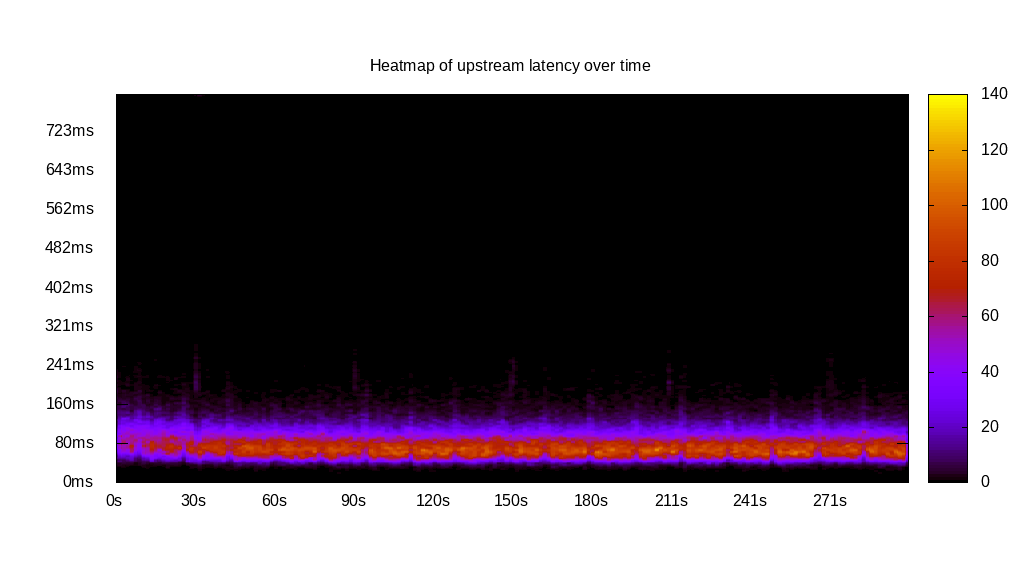 Heatmap of upstream latency over time
723ms
643ms
562ms
482ms
402ms
321ms
241ms
160ms
80ms
0ms
0s 30s 60s 90s 120s 150s 180s 211s 241s 271s
140
120
100
80
60
40
20
0